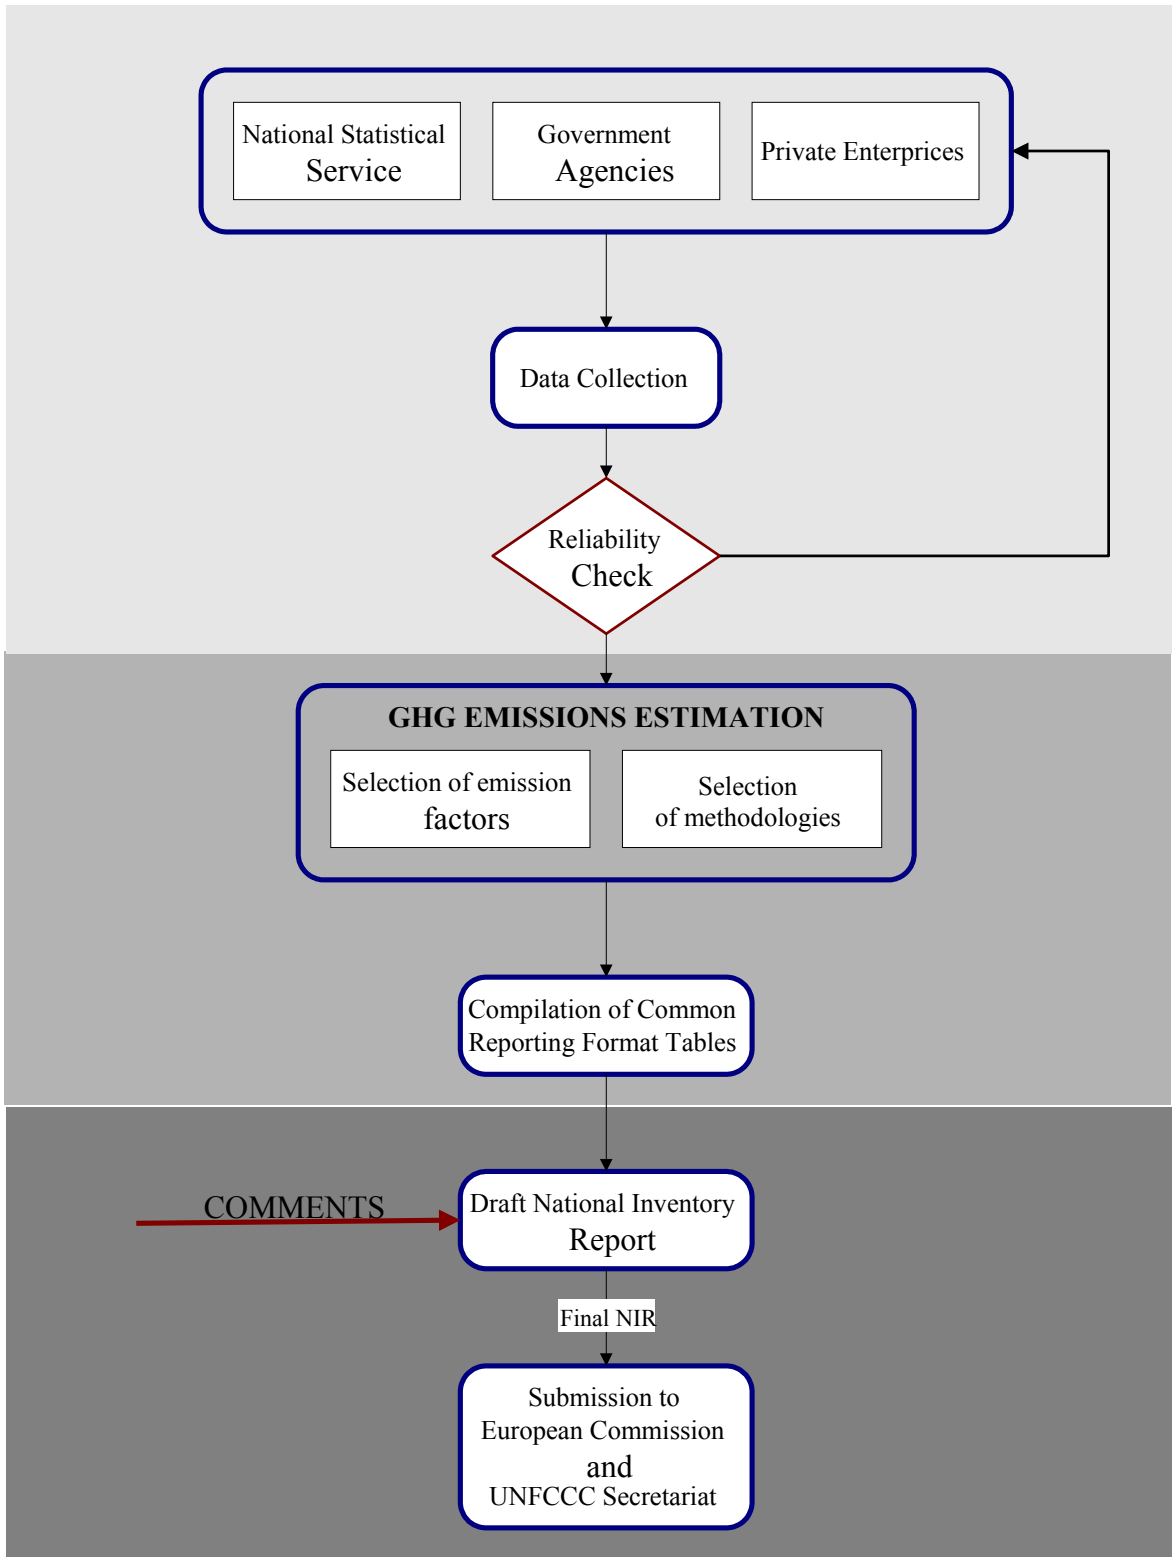 National Statistical
Service
Government
Agencies
Private Enterprices
Data Collection
Reliability
Check
GHG EMISSIONS ESTIMATION
Selection of emission
factors
Selection
of methodologies
Compilation of Common
Reporting Format Tables
COMMENTS
Draft National Inventory
Report
Final NIR
Submission to
European Commission
and
UNFCCC Secretariat